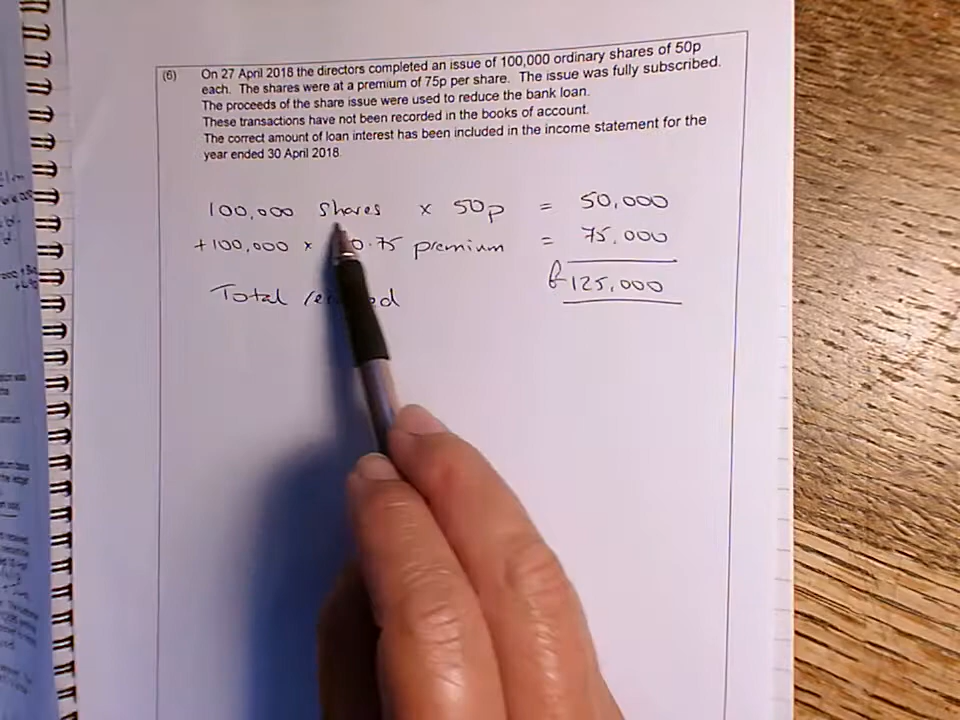 (6) On 27 April 2018 the directors completed an issue of 100,000 ordinary shares of 50p
each. The shares were at a premium of 75p per share. The issue was fully subscribed.
The proceeds of the share issue were used to reduce the bank loan.
These transactions have not been recorded in the books of account.
The correct amount of loan interest has been included in the income statement for the
year ended 30 April 2018.
100,000 shares x 50p = 50,000
+100,000 x 0.75 premium = 75,000
Total £125,000